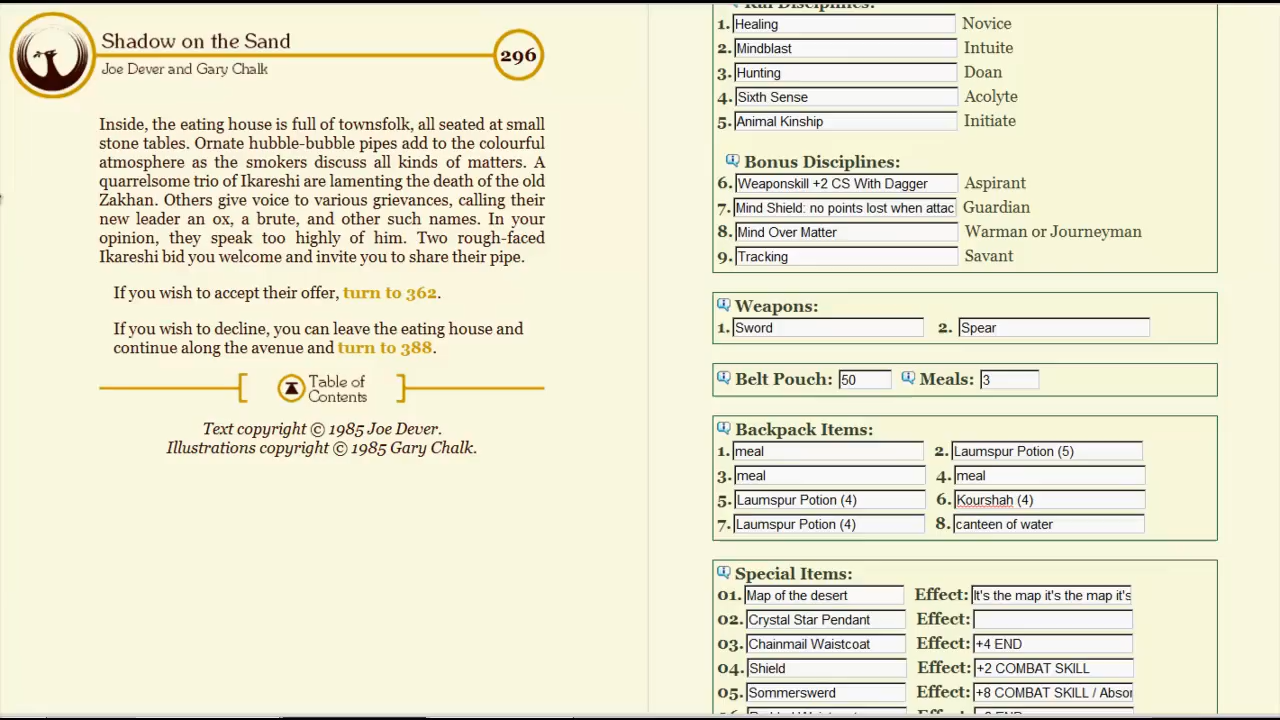 Shadow on the Sand
Joe Dever and Gary Chalk
296
Inside, the eating house is full of townsfolk, all seated at small
stone tables. Ornate hubble-bubble pipes add to the colourful
atmosphere as the smokers discuss all kinds of matters. A
quarrelsome trio of Ikareshi are lamenting the death of the old
Zakhan. Others give voice to various grievances, calling their
new leader an ox, a brute, and other such names. In your
opinion, they speak too highly of him. Two rough-faced
Ikareshi bid you welcome and invite you to share their pipe.
If you wish to accept their offer, turn to 362.
If you wish to decline, you can leave the eating house and
continue along the avenue and turn to 388.
Table of
Contents
Text copyright © 1985 Joe Dever.
Illustrations copyright © 1985 Gary Chalk.
Kai Disciplines:
1. Healing Novice
2. Mindblast Intuite
3. Hunting Doan
4. Sixth Sense Acolyte
5. Animal Kinship Initiate
Bonus Disciplines:
6. Weaponskill +2 CS With Dagger Aspirant
7. Mind Shield: no points lost when attac Guardian
8. Mind Over Matter Warman or Journeyman
9. Tracking Savant
Weapons:
1. Sword 2. Spear
Belt Pouch: 50 Meals: 3
Backpack Items:
1. meal 2. Laumspur Potion (5)
3. meal 4. meal
5. Laumspur Potion (4) 6. Kourshah (4)
7. Laumspur Potion (4) 8. canteen of water
Special Items:
01. Map of the desert Effect: It's the map it's the map it's
02. Crystal Star Pendant Effect:
03. Chainmail Waistcoat Effect: +4 END
04. Shield Effect: +2 COMBAT SKILL
05. Sommerswerd Effect: +8 COMBAT SKILL / Absor